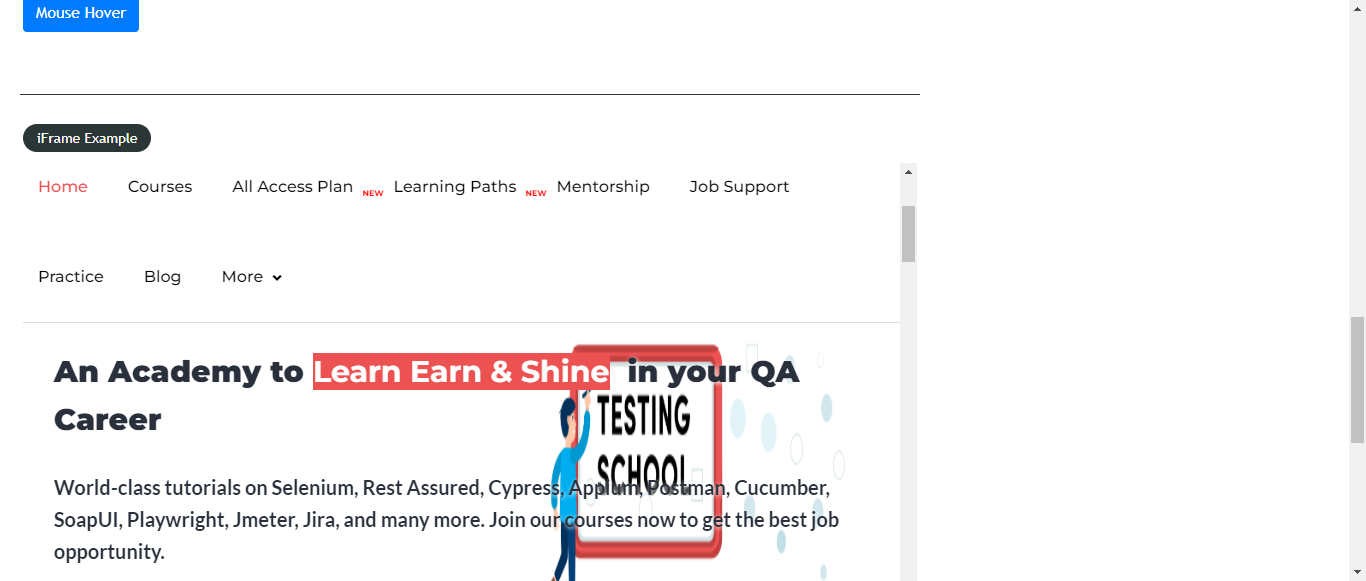 Mouse Hover
iFrame Example
Home Courses All Access Plan NEW Learning Paths NEW Mentorship Job Support
Practice Blog More
An Academy to Learn Earn & Shine in your QA
Career
TESTING
SCHOOL
World-class tutorials on Selenium, Rest Assured, Cypress, Appium, Postman, Cucumber,
SoapUI, Playwright, Jmeter, Jira, and many more. Join our courses now to get the best job
opportunity.